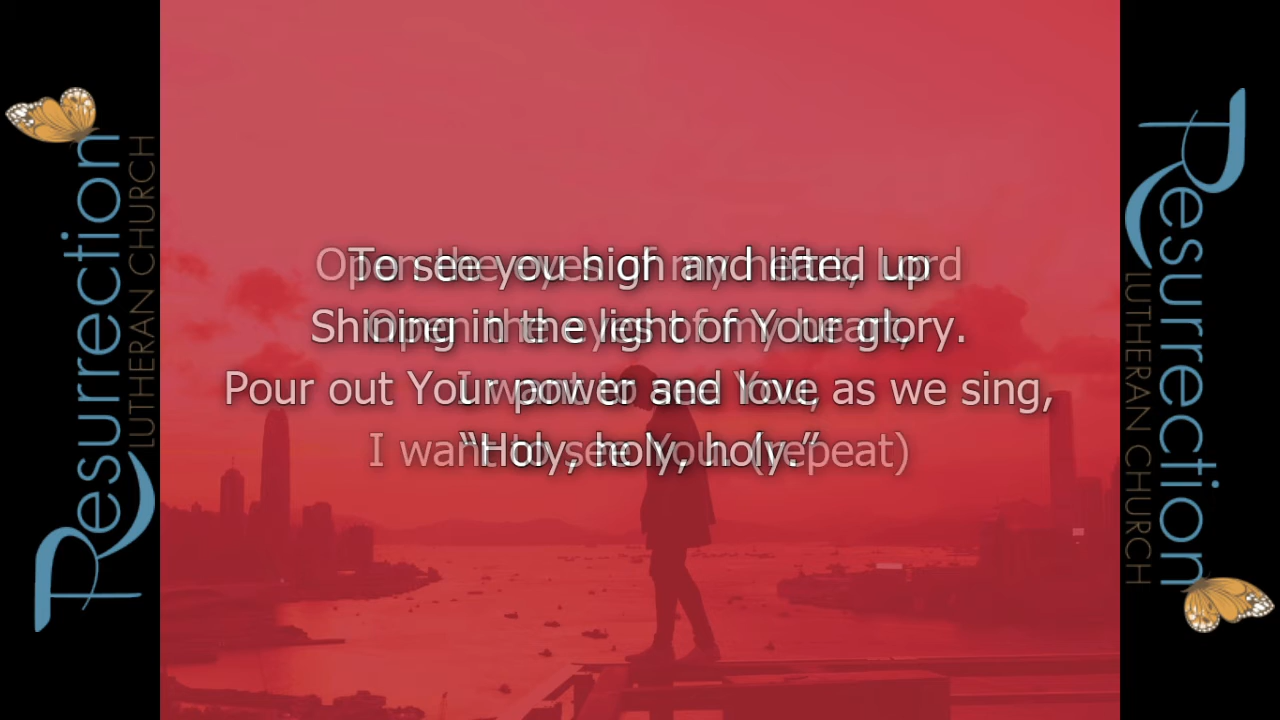 Resurrection
LUTHERAN CHURCH
Open the eyes of my heart, Lord
Open the eyes of my heart,
I want to see You,
I want to see You. (repeat)
To see you high and lifted up
Shining in the light of Your glory.
Pour out Your power and love as we sing,
“Holy, holy, holy.”
Resurrection
LUTHERAN CHURCH